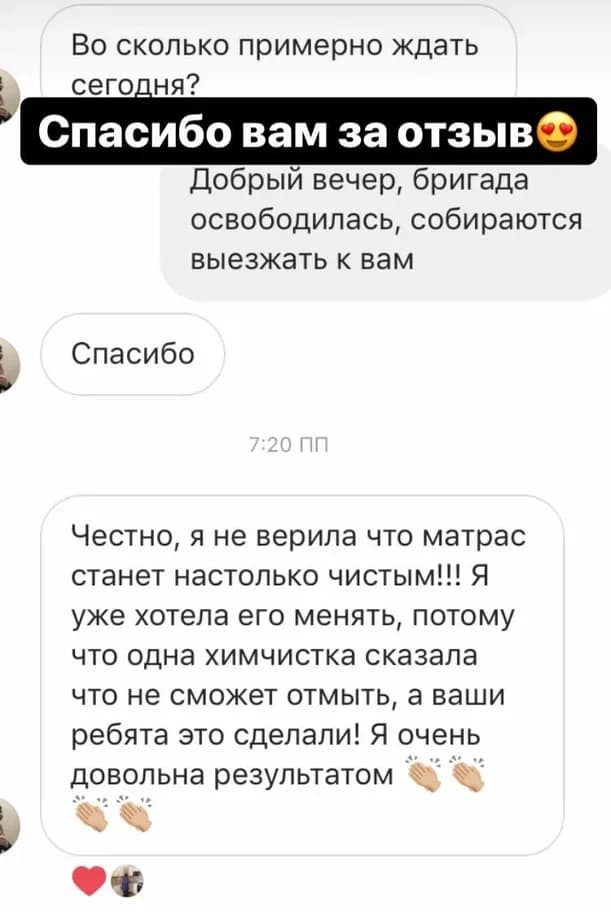 Во сколько примерно ждать
сегодня?
Спасибо вам за отзыв😍
Добрый вечер, бригада
освободилась, собираются
выезжать к вам
Спасибо
7:20 ПП
Честно, я не верила что матрас
станет настолько чистым!!! Я
уже хотела его менять, потому
что одна химчистка сказала
что не сможет отмыть, а ваши
ребята это сделали! Я очень
довольна результатом 👏🏼👏🏼
👏🏼👏🏼